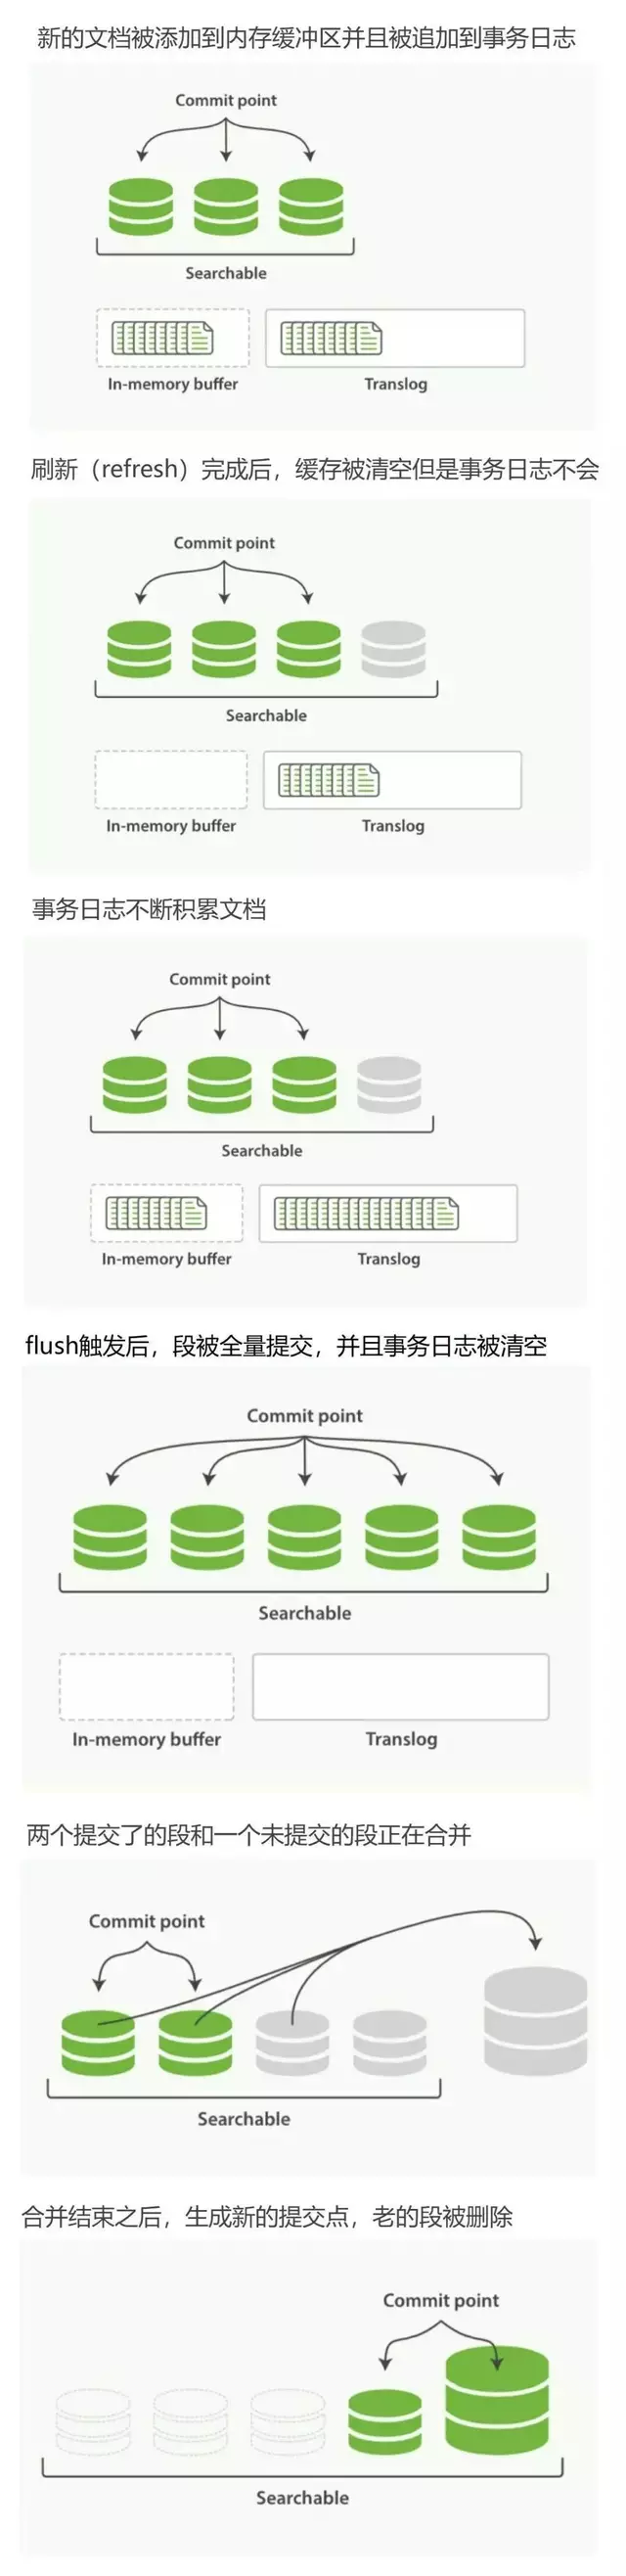 新的文档被添加到内存缓冲区并且被追加到事务日志
Commit point
Searchable
In-memory buffer
Translog
刷新（refresh）完成后，缓存被清空但是事务日志不会
Commit point
Searchable
In-memory buffer
Translog
事务日志不断积累文档
Commit point
Searchable
In-memory buffer
Translog
flush触发后，段被全量提交，并且事务日志被清空
Commit point
Searchable
In-memory buffer
Translog
两个提交了的段和一个未提交的段正在合并
Commit point
Searchable
合并结束之后，生成新的提交点，老的段被删除
Commit point
Searchable